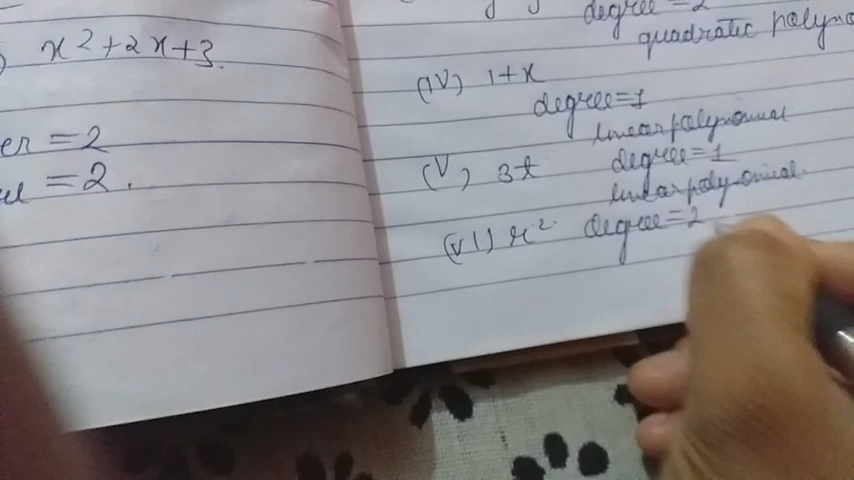 x²+2x+3.
er = 2
= 2.
degree = 2
quadratic polyno
(IV) 1+x
degree=1
linear polynomial
(V) 3t degree=1
linear polynomial.
(VI) r². degree=2